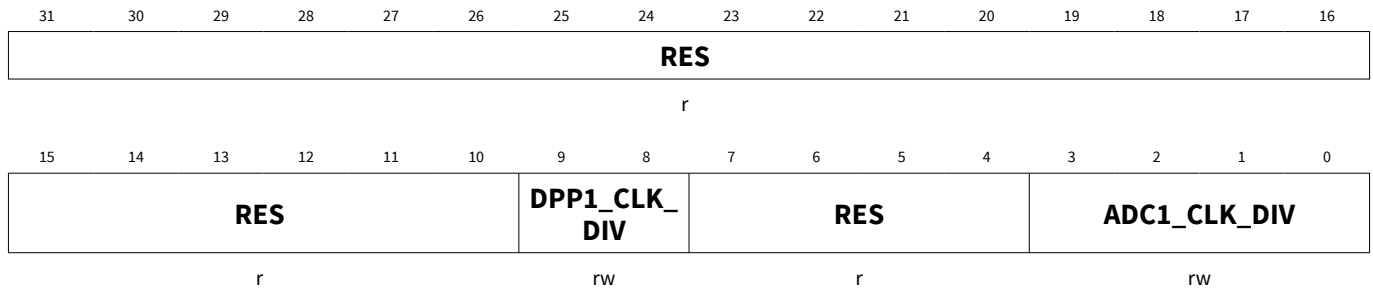 31 30 29 28 27 26 25 24 23 22 21 20 19 18 17 16
RES
r
15 14 13 12 11 10 9 8 7 6 5 4 3 2 1 0
RES DPP1_CLK_ RES ADC1_CLK_DIV
DIV
r rw r rw